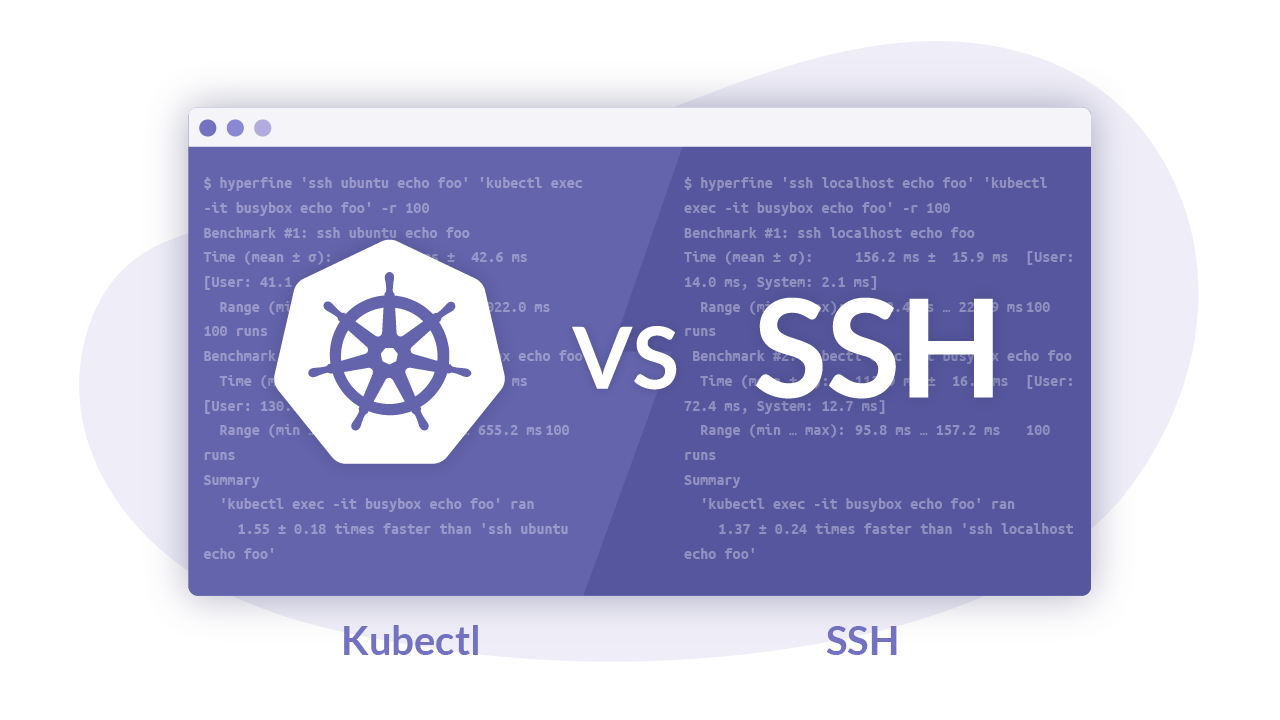 $ hyperfine 'ssh ubuntu echo foo' 'kubectl exec
-it busybox echo foo' -r 100
Benchmark #1: ssh ubuntu echo foo
Time (mean ± σ): ms ± 42.6 ms
[User: 41.1
Range 022.0 ms
100 runs
Benchmark echo foo
Time ms
[User: 130.
Range (min 655.2 ms 100
runs
Summary
'kubectl exec -it busybox echo foo' ran
1.55 ± 0.18 times faster than 'ssh ubuntu
echo foo'
VS
$ hyperfine 'ssh localhost echo foo' 'kubectl
exec -it busybox echo foo' -r 100
Benchmark #1: ssh localhost echo foo
Time (mean ± σ): 156.2 ms ± 15.9 ms [User:
14.0 ms, System: 2.1 ms]
Range ms 100
runs
Benchmark #2: echo foo
Time ± 16. ms [User:
72.4 ms, System: 12.7 ms]
Range (min … max): 95.8 ms … 157.2 ms 100
runs
Summary
'kubectl exec -it busybox echo foo' ran
1.37 ± 0.24 times faster than 'ssh localhost
echo foo'
SSH
Kubectl
SSH